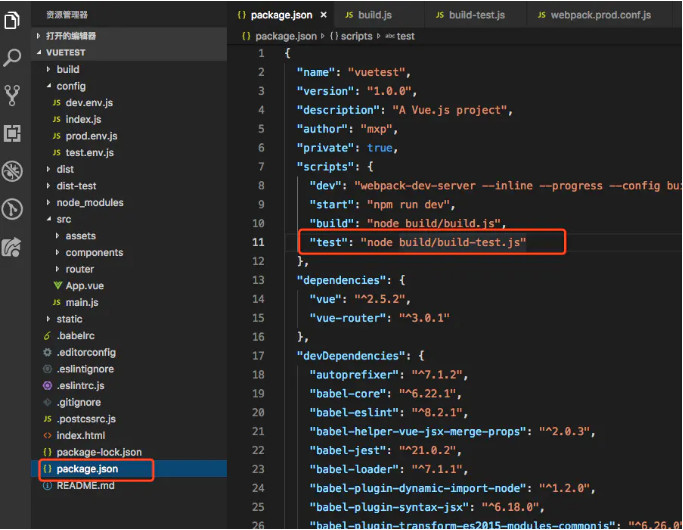 资源管理器
打开的编辑器
VUETEST
build
config
JS dev.env.js
JS index.js
JS prod.env.js
JS test.env.js
dist
dist-test
node_modules
src
assets
components
router
App.vue
JS main.js
static
.babelrc
.editorconfig
.eslintignore
.eslintrc.js
.gitignore
JS .postcssrc.js
<> index.html
{} package-lock.json
{} package.json
README.md
{} package.json ×
JS build.js
JS build-test.js
webpack.prod.conf.js
{} package.json › {} scripts › abc test
1 {
2 "name": "vuetest",
3 "version": "1.0.0",
4 "description": "A Vue.js project",
5 "author": "mxp",
6 "private": true,
7 "scripts": {
8 "dev": "webpack-dev-server --inline --progress --config bu
9 "start": "npm run dev",
10 "build": "node build/build.js",
11 "test": "node build/build-test.js"
12 },
13 "dependencies": {
14 "vue": "^2.5.2",
15 "vue-router": "^3.0.1"
16 },
17 "devDependencies": {
18 "autoprefixer": "^7.1.2",
19 "babel-core": "^6.22.1",
20 "babel-eslint": "^8.2.1",
21 "babel-helper-vue-jsx-merge-props": "^2.0.3",
22 "babel-jest": "^21.0.2",
23 "babel-loader": "^7.1.1",
24 "babel-plugin-dynamic-import-node": "^1.2.0",
25 "babel-plugin-syntax-jsx": "^6.18.0",
26 "babel-plugin-transform-es2015-modules-commonjs": "^6.26.0"